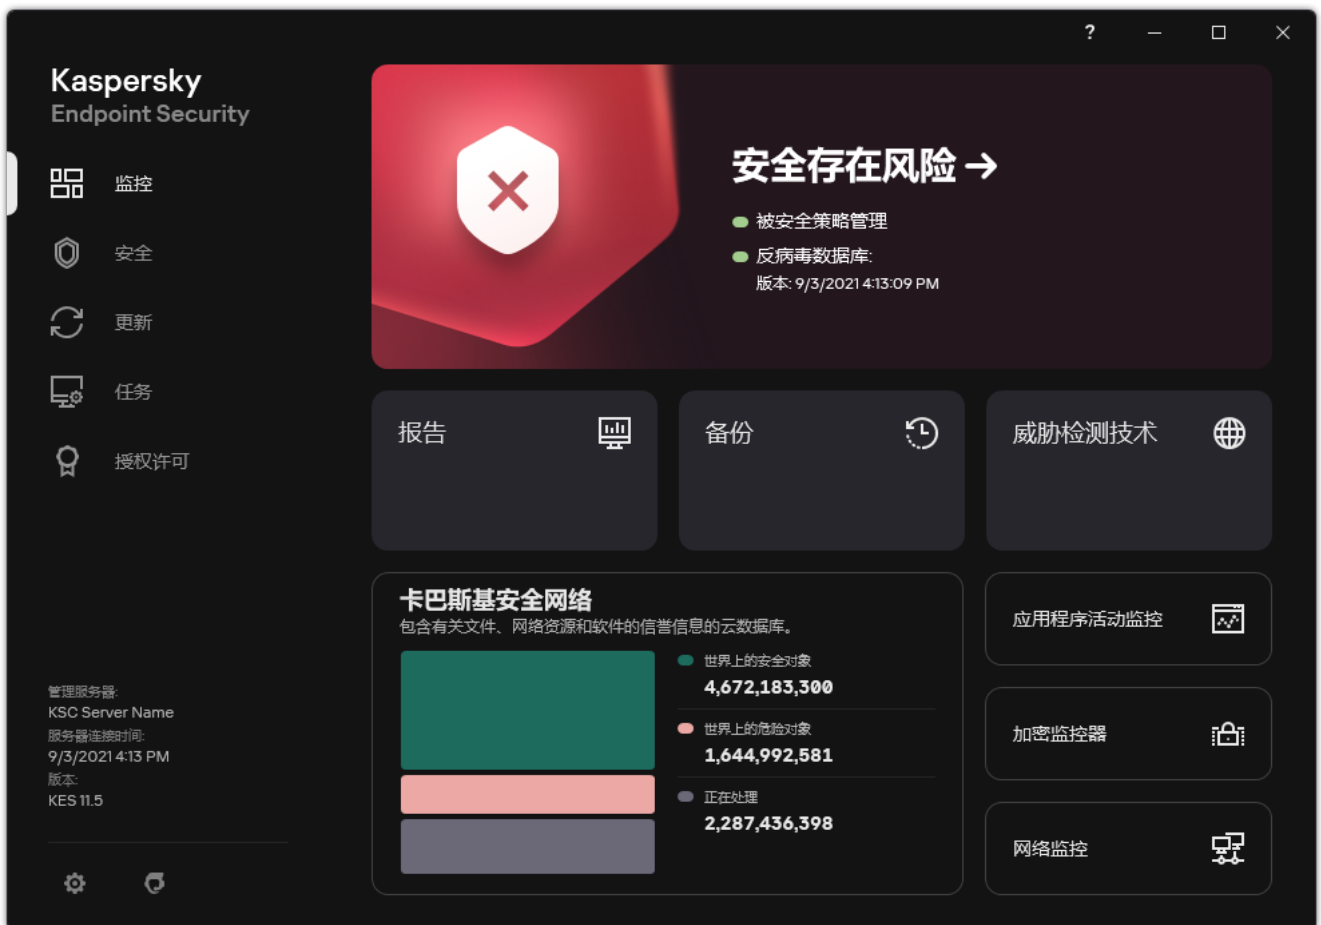 ?
Kaspersky
Endpoint Security
监控
安全
更新
任务
授权许可
管理服务器:
KSC Server Name
服务器连接时间:
9/3/2021 4:13 PM
版本:
KES 11.5
安全存在风险
被安全策略管理
反病毒数据库:
版本: 9/3/2021 4:13:09 PM
报告
备份
威胁检测技术
卡巴斯基安全网络
包含有关文件、网络资源和软件的信誉信息的云数据库。
世界上的安全对象
4,672,183,300
世界上的危险对象
1,644,992,581
正在处理
2,287,436,398
应用程序活动监控
加密监控器
网络监控